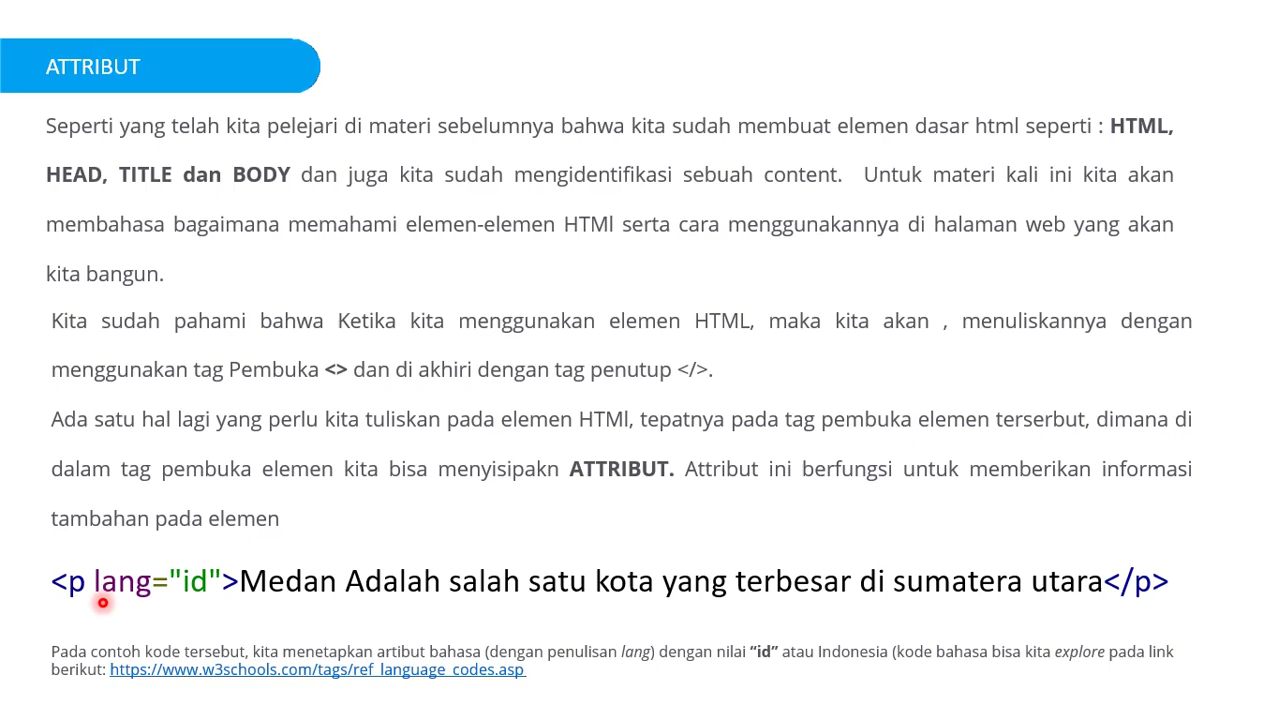 ATTRIBUT
Seperti yang telah kita pelejari di materi sebelumnya bahwa kita sudah membuat elemen dasar html seperti : HTML,
HEAD, TITLE dan BODY dan juga kita sudah mengidentifikasi sebuah content. Untuk materi kali ini kita akan
membahasa bagaimana memahami elemen-elemen HTMl serta cara menggunakannya di halaman web yang akan
kita bangun.
Kita sudah pahami bahwa Ketika kita menggunakan elemen HTML, maka kita akan , menuliskannya dengan
menggunakan tag Pembuka <> dan di akhiri dengan tag penutup </>.
Ada satu hal lagi yang perlu kita tuliskan pada elemen HTMl, tepatnya pada tag pembuka elemen terserbut, dimana di
dalam tag pembuka elemen kita bisa menyisipakn ATTRIBUT. Attribut ini berfungsi untuk memberikan informasi
tambahan pada elemen
<p lang="id">Medan Adalah salah satu kota yang terbesar di sumatera utara</p>
Pada contoh kode tersebut, kita menetapkan artibut bahasa (dengan penulisan lang) dengan nilai “id” atau Indonesia (kode bahasa bisa kita explore pada link
berikut: https://www.w3schools.com/tags/ref_language_codes.asp